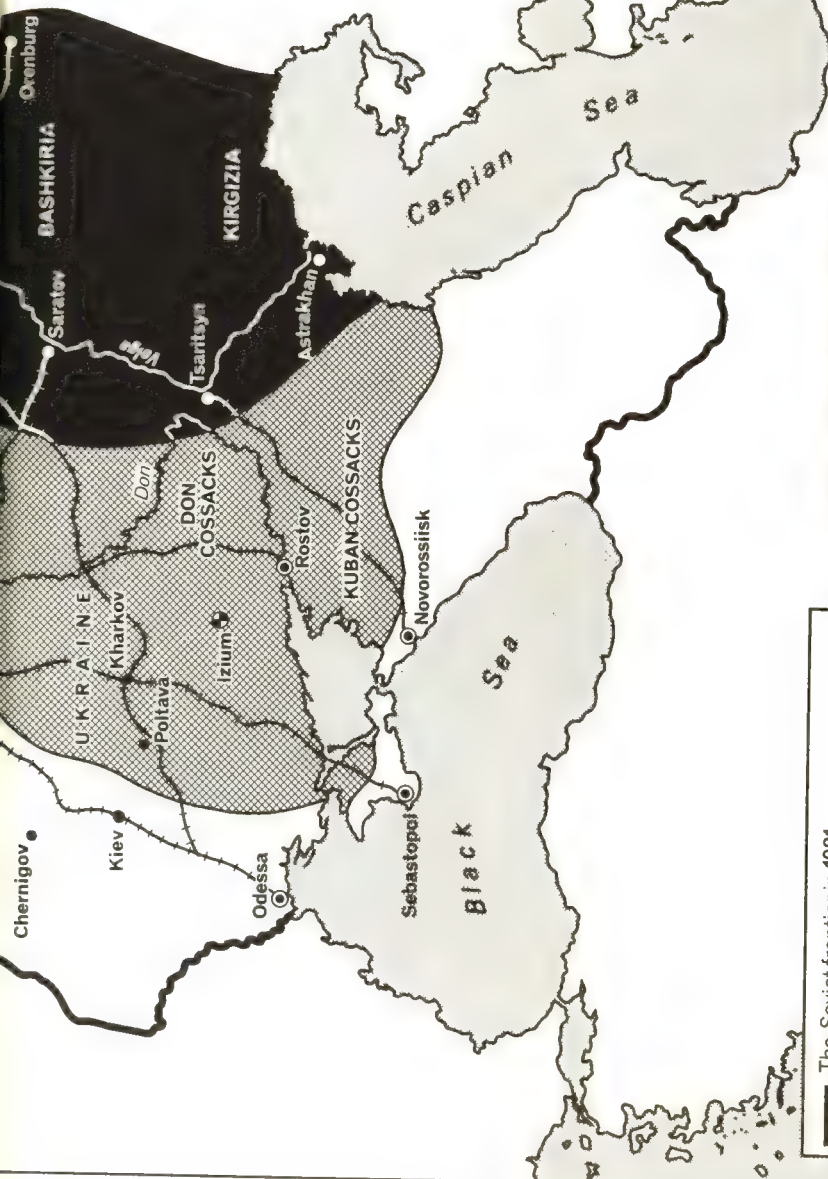 Orenburg
BASHKIRIA
KIRGIZIA
Saratov
Volga
Tsaritsyn
Astrakhan
Caspian
Sea
Don
DON
COSSACKS
KUBAN COSSACKS
Rostov
Novorossiisk
UKRAINE
Kharkov
Izium
Poltava
Chernigov
Kiev
Odessa
Sebastopol
Black
Sea
The Soviet frontier in 1921